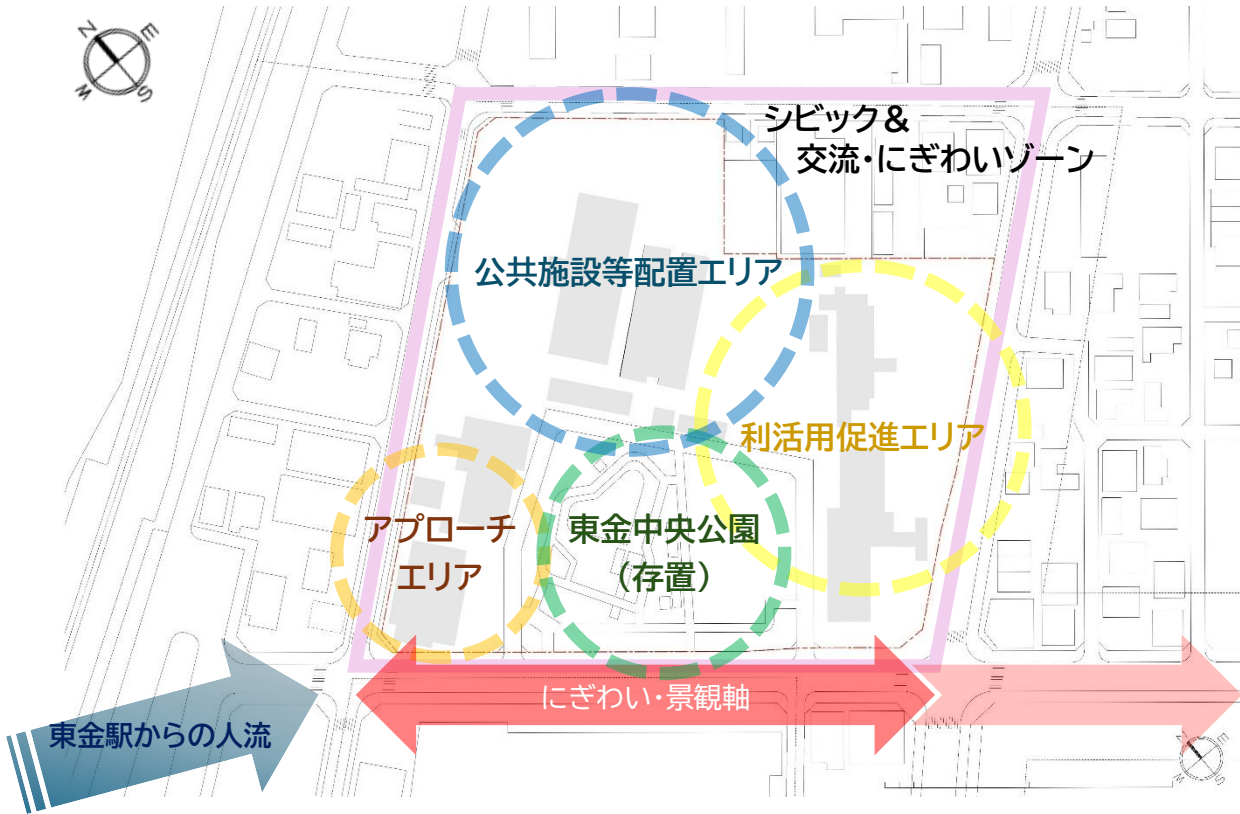 N
E
W
S
シビック&
交流・にぎわいゾーン
公共施設等配置エリア
利活用促進エリア
アプローチ
エリア
東金中央公園
（存置）
にぎわい・景観軸
東金駅からの人流
N
E
W
S